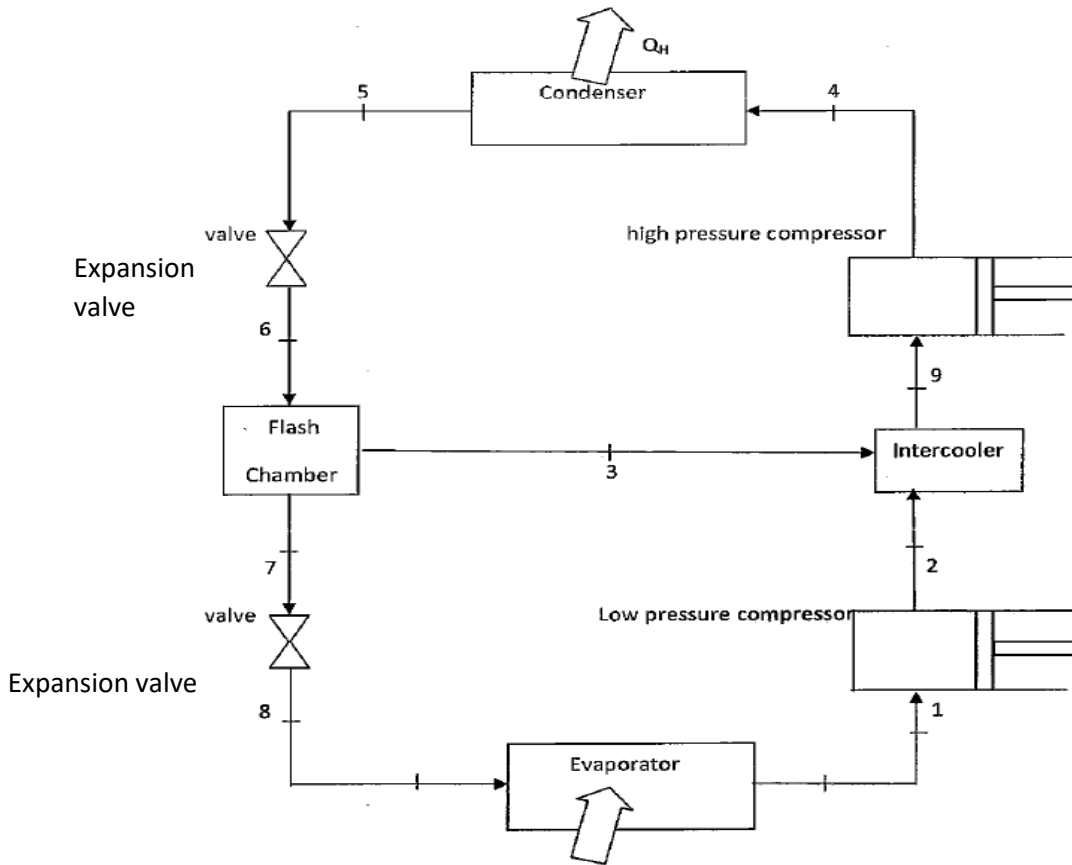 Q_H
5
Condenser
4
valve
high pressure compressor
Expansion
valve
6
9
Flash
Chamber
Intercooler
3
7
2
valve
Low pressure compressor
Expansion valve
8
1
Evaporator